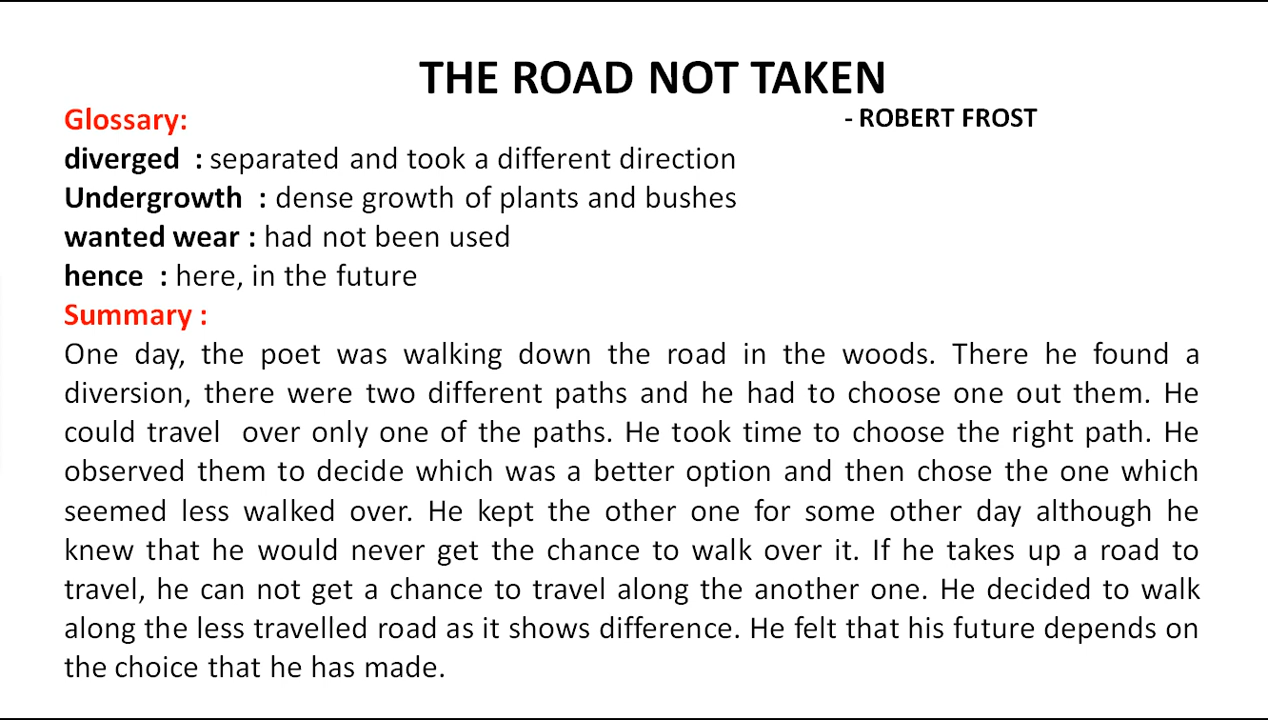 THE ROAD NOT TAKEN
- ROBERT FROST
Glossary:
diverged : separated and took a different direction
Undergrowth : dense growth of plants and bushes
wanted wear : had not been used
hence : here, in the future
Summary :
One day, the poet was walking down the road in the woods. There he found a
diversion, there were two different paths and he had to choose one out them. He
could travel over only one of the paths. He took time to choose the right path. He
observed them to decide which was a better option and then chose the one which
seemed less walked over. He kept the other one for some other day although he
knew that he would never get the chance to walk over it. If he takes up a road to
travel, he can not get a chance to travel along the another one. He decided to walk
along the less travelled road as it shows difference. He felt that his future depends on
the choice that he has made.